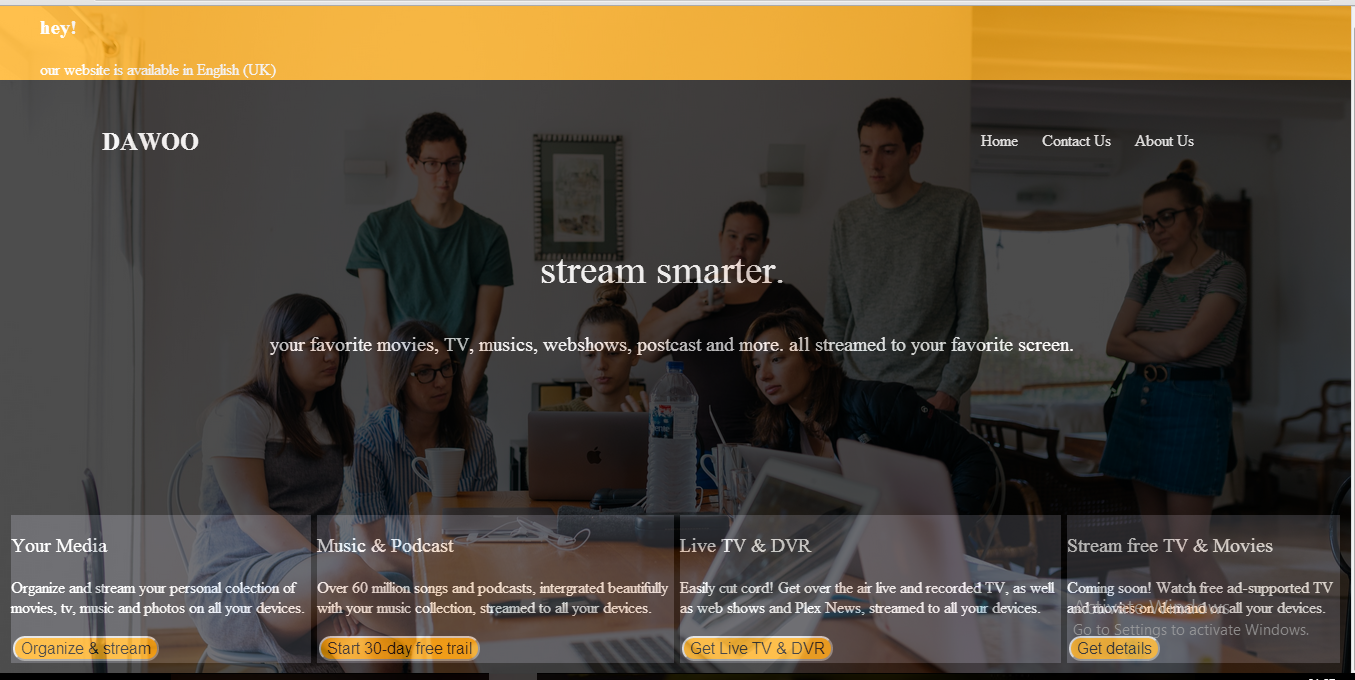 hey!
our website is available in English (UK)
DAWOO
Home Contact Us About Us
stream smarter.
your favorite movies, TV, musics, webshows, postcast and more. all streamed to your favorite screen.
Your Media
Organize and stream your personal colection of
movies, tv, music and photos on all your devices.
Organize & stream
Music & Podcast
Over 60 million songs and podcasts, intergrated beautifully
with your music collection, streamed to all your devices.
Start 30-day free trail
Live TV & DVR
Easily cut cord! Get over the air live and recorded TV, as well
as web shows and Plex News, streamed to all your devices.
Get Live TV & DVR
Stream free TV & Movies
Coming soon! Watch free ad-supported TV
and movies on demand on all your devices.
Activate Windows
Go to Settings to activate Windows.
Get details